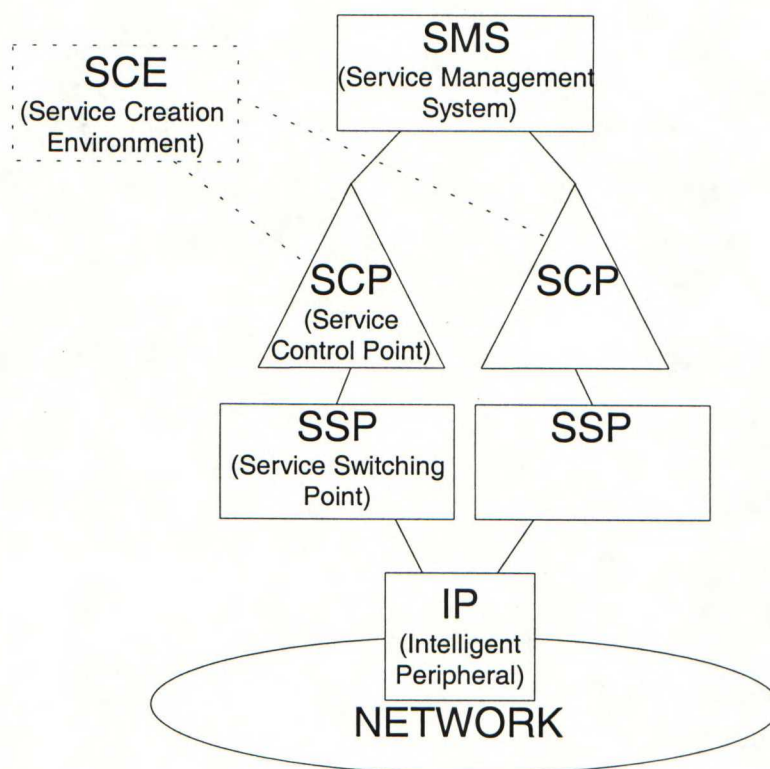 SMS
(Service Management
System)
SCE
(Service Creation
Environment)
SCP
(Service
Control Point)
SCP
SSP
(Service Switching
Point)
SSP
IP
(Intelligent
Peripheral)
NETWORK